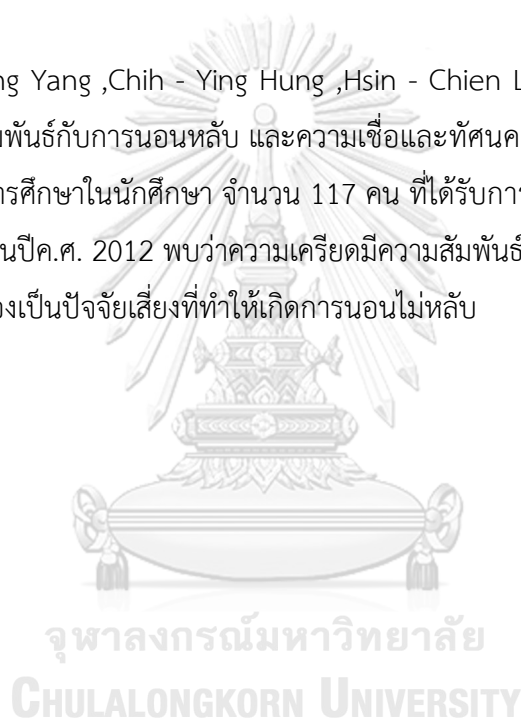 ng Yang ,Chih - Ying Hung ,Hsin - Chien L
มพันธ์กับการนอนหลับ และความเชื่อและทัศนค
ารศึกษาในนักศึกษา จำนวน 117 คน ที่ได้รับการ
นปีค.ศ. 2012 พบว่าความเครียดมีความสัมพันธ์
องเป็นปัจจัยเสี่ยงที่ทำให้เกิดการนอนไม่หลับ
จุฬาลงกรณ์มหาวิทยาลัย
CHULALONGKORN UNIVERSITY